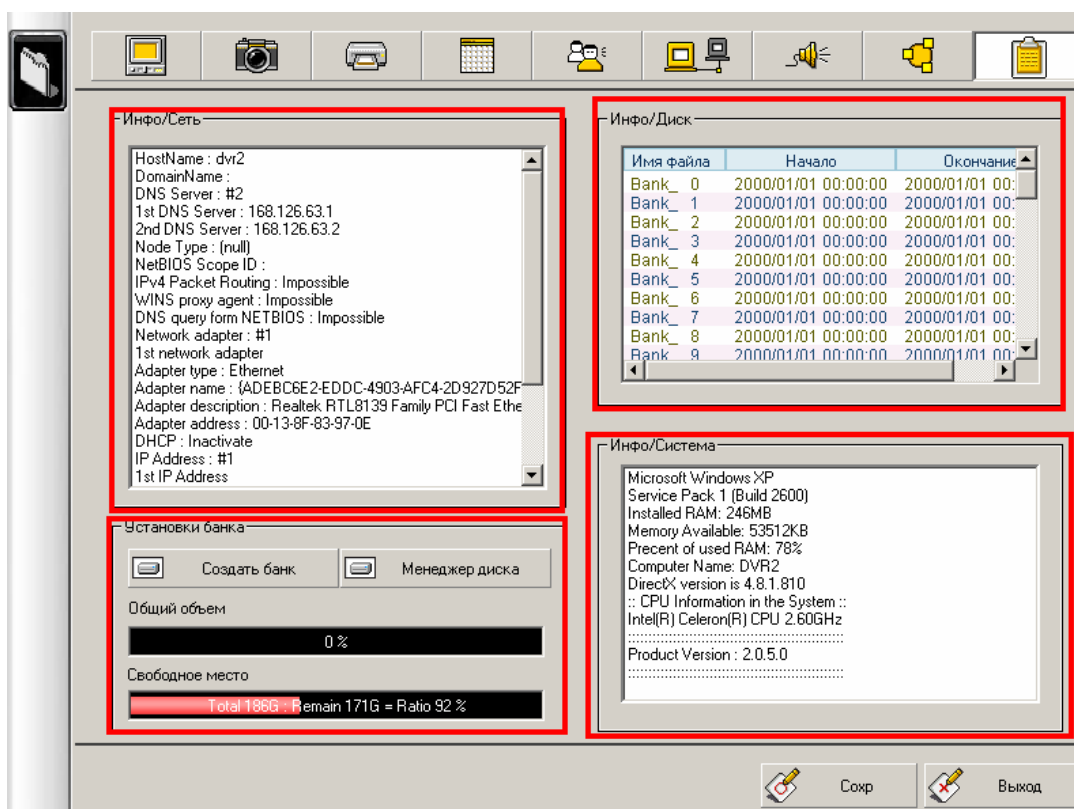 Инфо/Сеть
HostName : dvr2
DomainName :
DNS Server : #2
1st DNS Server : 168.126.63.1
2nd DNS Server : 168.126.63.2
Node Type : (null)
NetBIOS Scope ID :
IPv4 Packet Routing : Impossible
WINS proxy agent : Impossible
DNS query form NETBIOS : Impossible
Network adapter : #1
1st network adapter
Adapter type : Ethernet
Adapter name : {ADEBC6E2-EDDC-4903-AFC4-2D927D52F
Adapter description : Realtek RTL8139 Family PCI Fast Ethe
Adapter address : 00-13-8F-83-97-0E
DHCP : Inactivate
IP Address : #1
1st IP Address
Установки банка
Создать банк Менеджер диска
Общий объем
0 %
Свободное место
Total 186G : Remain 171G = Ratio 92 %
Инфо/Диск
Имя файла Начало Окончание
Bank_ 0 2000/01/01 00:00:00 2000/01/01 00:
Bank_ 1 2000/01/01 00:00:00 2000/01/01 00:
Bank_ 2 2000/01/01 00:00:00 2000/01/01 00:
Bank_ 3 2000/01/01 00:00:00 2000/01/01 00:
Bank_ 4 2000/01/01 00:00:00 2000/01/01 00:
Bank_ 5 2000/01/01 00:00:00 2000/01/01 00:
Bank_ 6 2000/01/01 00:00:00 2000/01/01 00:
Bank_ 7 2000/01/01 00:00:00 2000/01/01 00:
Bank_ 8 2000/01/01 00:00:00 2000/01/01 00:
Bank_ 9 2000/01/01 00:00:00 2000/01/01 00:
Инфо/Система
Microsoft Windows XP
Service Pack 1 (Build 2600)
Installed RAM: 246MB
Memory Available: 53512KB
Precent of used RAM: 78%
Computer Name: DVR2
DirectX version is 4.8.1.810
:: CPU Information in the System ::
Intel(R) Celeron(R) CPU 2.60GHz
::::::::::::::::::::::::::::::::::::::::::::::::::::::
Product Version : 2.0.5.0
::::::::::::::::::::::::::::::::::::::::::::::::::::::
Сохр Выход